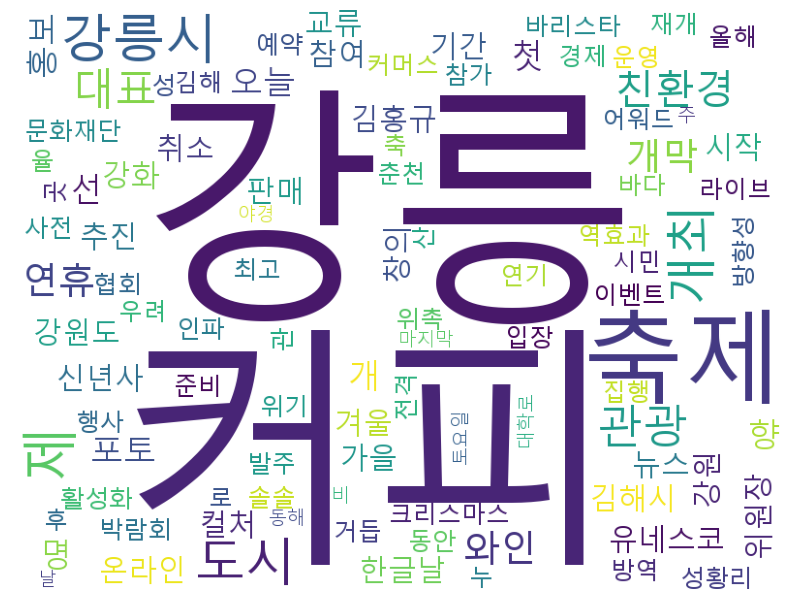 강릉시
교류
바리스타
재개
올해
홍보
예약
참여
기간
첫
경제
운영
대표
성
김해
오늘
커머스
참가
친환경
문화재단
취소
김홍규
어워드
주
율
축
개막
시작
강릉
곳
선
강화
판매
춘천
바다
라이브
사전
추진
야경
창의
산
역효과
개최
방향성
연휴
협회
최고
연기
시민
우려
이벤트
강원도
인파
관
위촉
마지막
입장
축제
신년사
준비
개
전격
집행
커피
행사
위기
겨울
토요일
대학로
관광
향
제
포토
발주
가을
뉴스
활성화
로
솔솔
비
김해시
강원
위원장
후
박람회
컬처
동해
거듭
크리스마스
유네스코
명
온라인
도시
한글날
동안
와인
누
방역
성황리
날